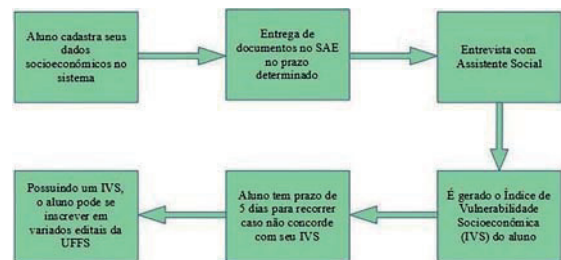 Aluno cadastra seus
dados
socioeconômicos no
sistema
Entrega de
documentos no SAE
no prazo
determinado
Entrevista com
Assistente Social
É gerado o Índice de
Vulnerabilidade
Socioeconômica
(IVS) do aluno
Aluno tem prazo de
5 dias para recorrer
caso não concorde
com seu IVS
Possuindo um IVS,
o aluno pode se
inscrever em
variados editais da
UFFS